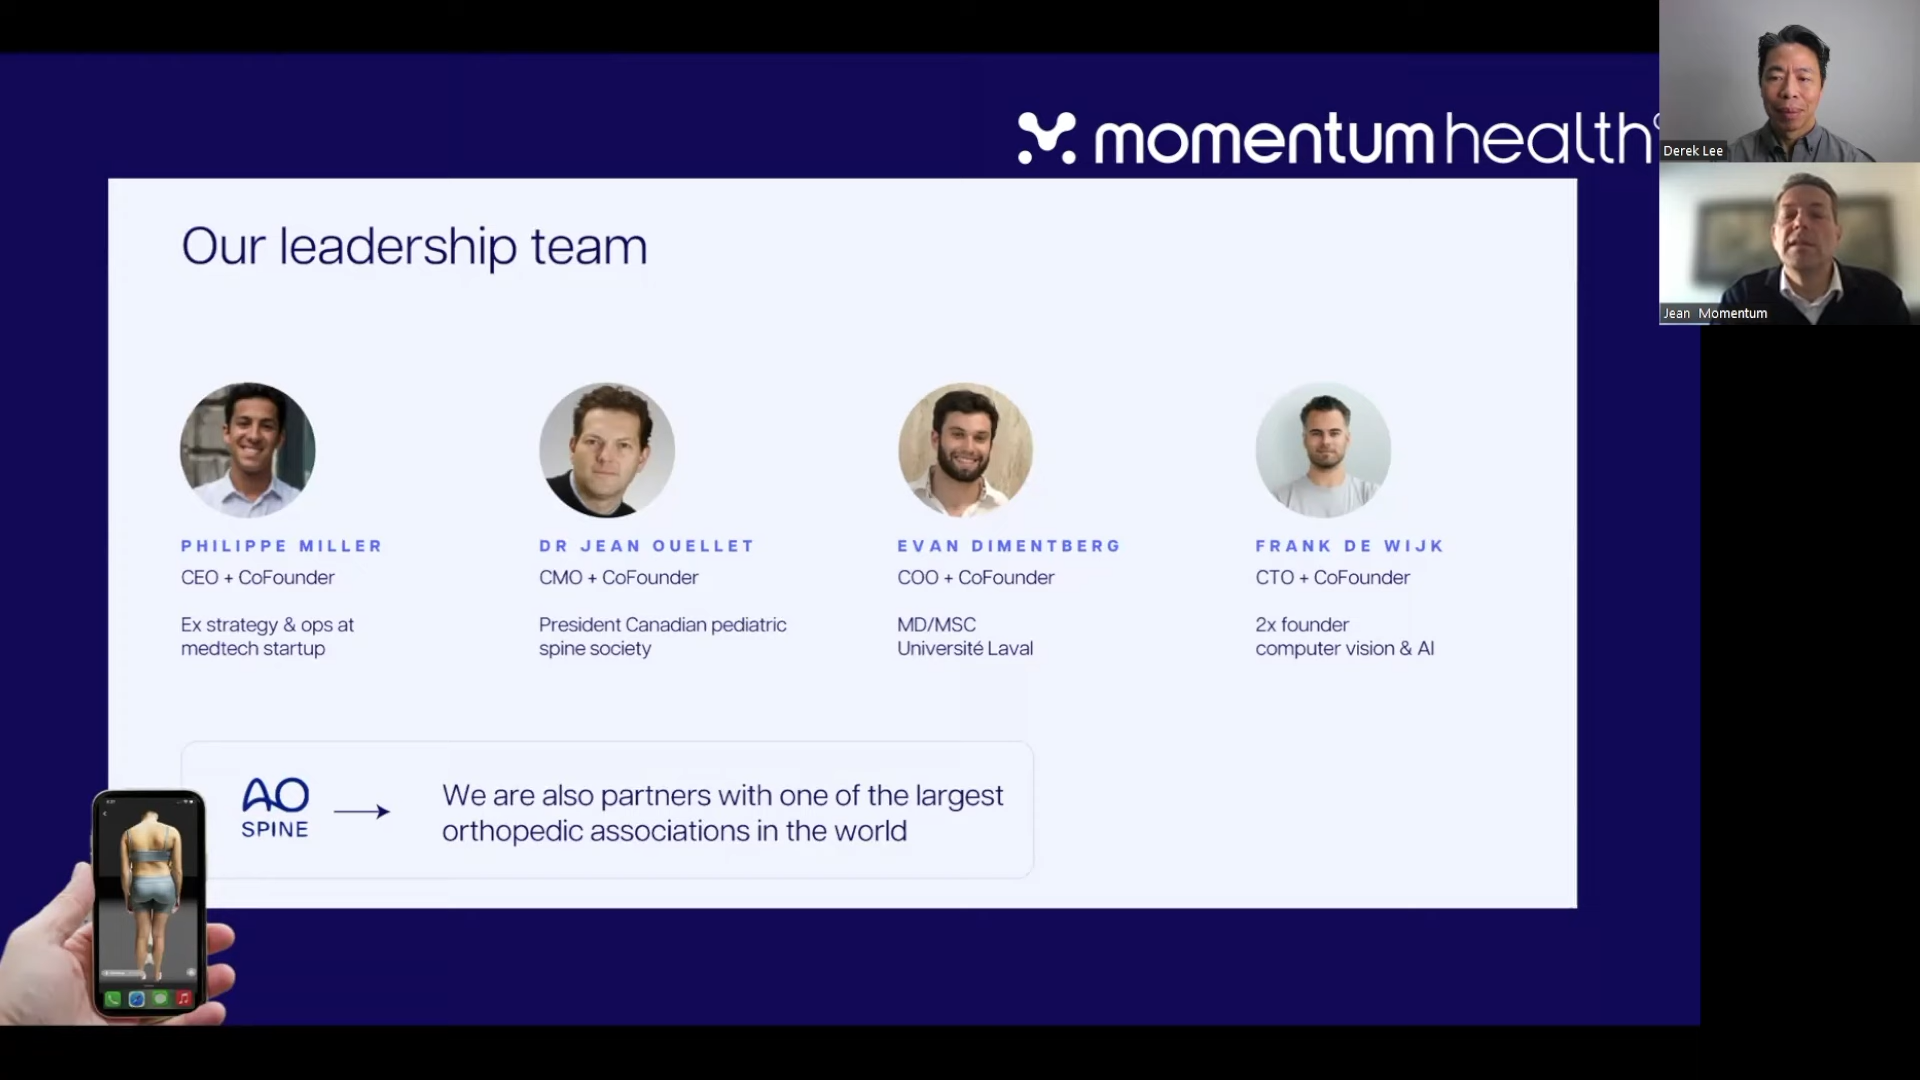 momentumhealth
Derek Lee
Jean Momentum
Our leadership team
PHILIPPE MILLER
CEO + CoFounder
Ex strategy & ops at
medtech startup
DR JEAN OUELLET
CMO + CoFounder
President Canadian pediatric
spine society
EVAN DIMENTBERG
COO + CoFounder
MD/MSC
Université Laval
FRANK DE WIJK
CTO + CoFounder
2x founder
computer vision & AI
AO
SPINE
We are also partners with one of the largest
orthopedic associations in the world